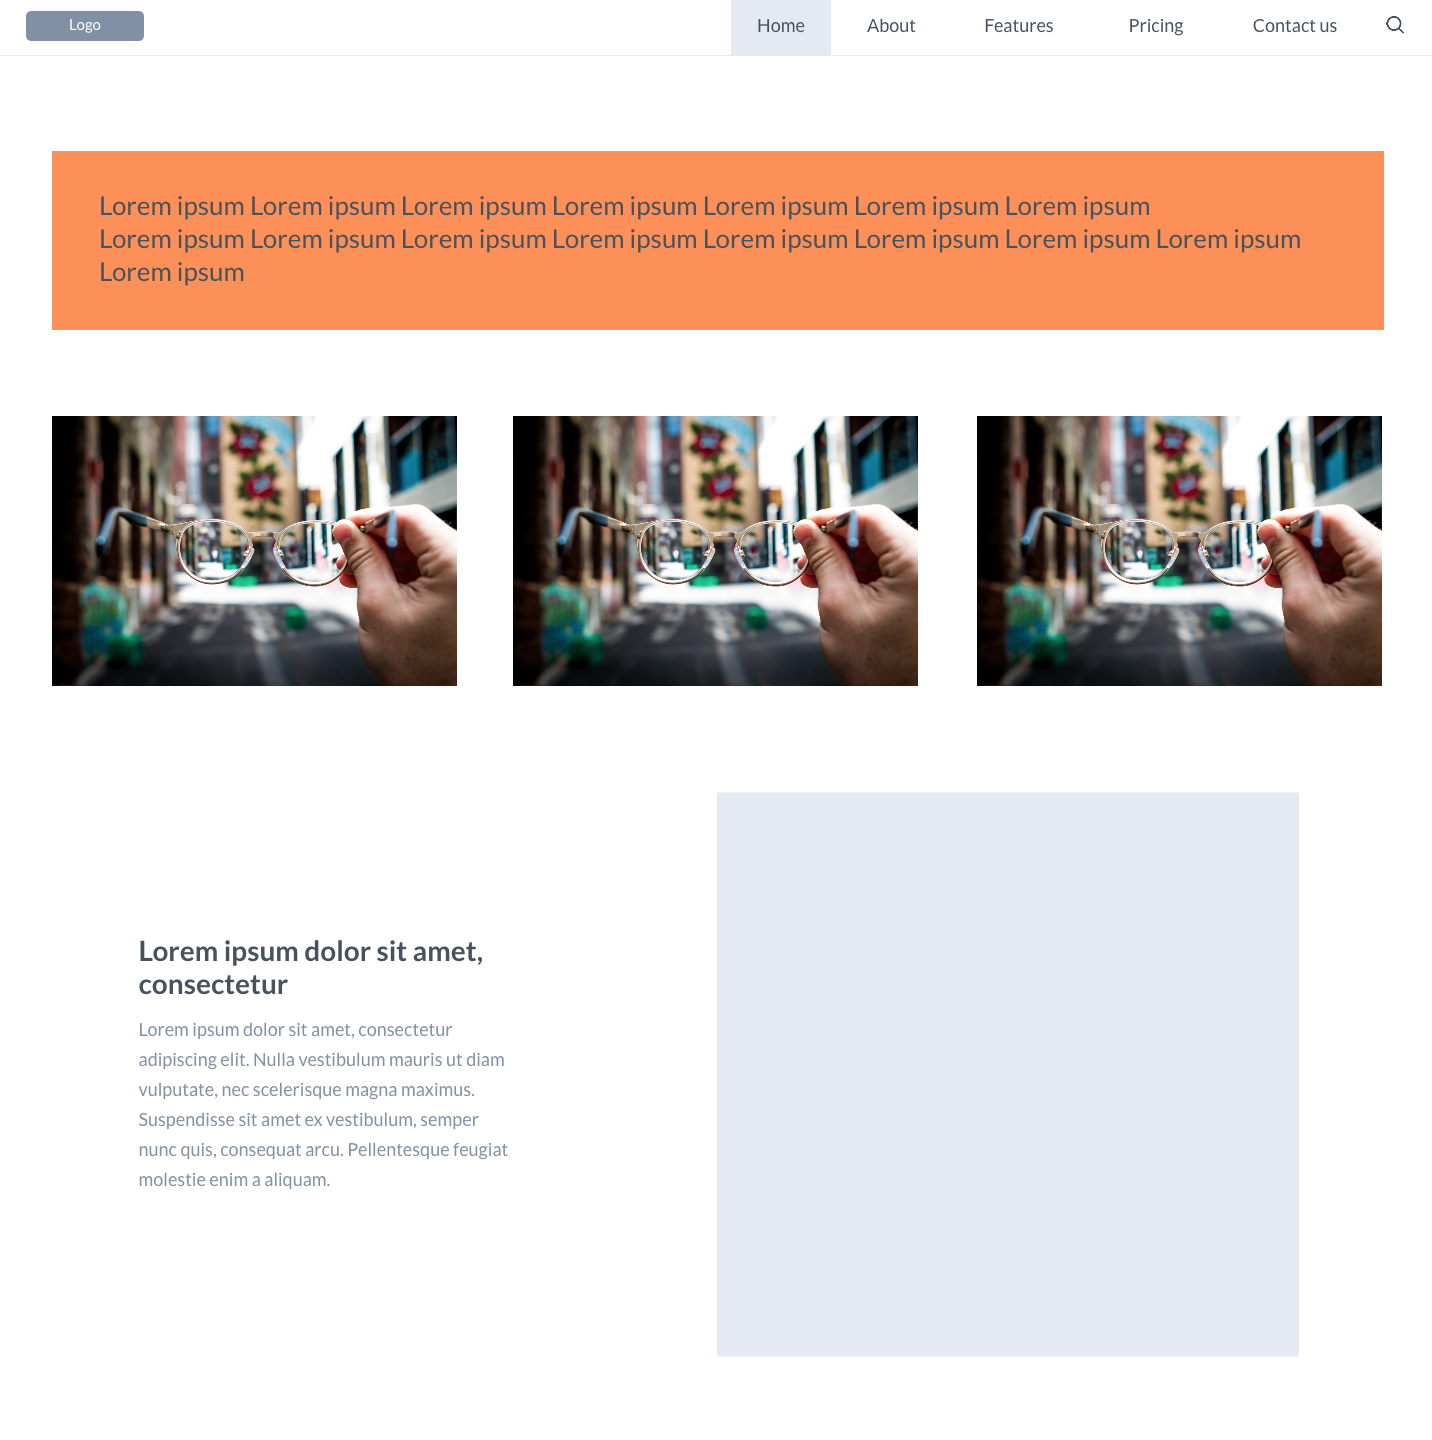 Logo
Home
About
Features
Pricing
Contact us
Lorem ipsum Lorem ipsum Lorem ipsum Lorem ipsum Lorem ipsum Lorem ipsum Lorem ipsum
Lorem ipsum Lorem ipsum Lorem ipsum Lorem ipsum Lorem ipsum Lorem ipsum Lorem ipsum Lorem ipsum
Lorem ipsum
Lorem ipsum dolor sit amet,
consectetur
Lorem ipsum dolor sit amet, consectetur
adipiscing elit. Nulla vestibulum mauris ut diam
vulputate, nec scelerisque magna maximus.
Suspendisse sit amet ex vestibulum, semper
nunc quis, consequat arcu. Pellentesque feugiat
molestie enim a aliquam.